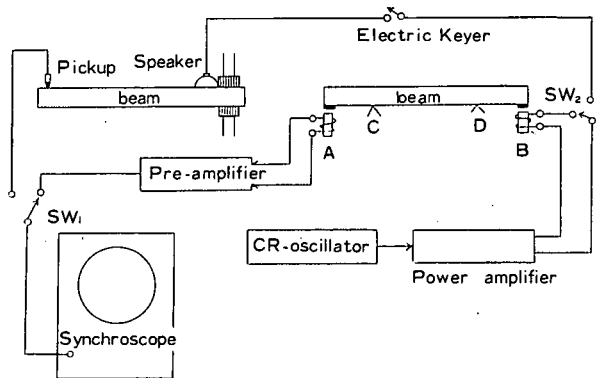 Electric Keyer
Speaker
Pickup
beam
beam
SW₂
C
D
A
B
Pre-amplifier
SW₁
CR-oscillator
Power amplifier
Synchroscope